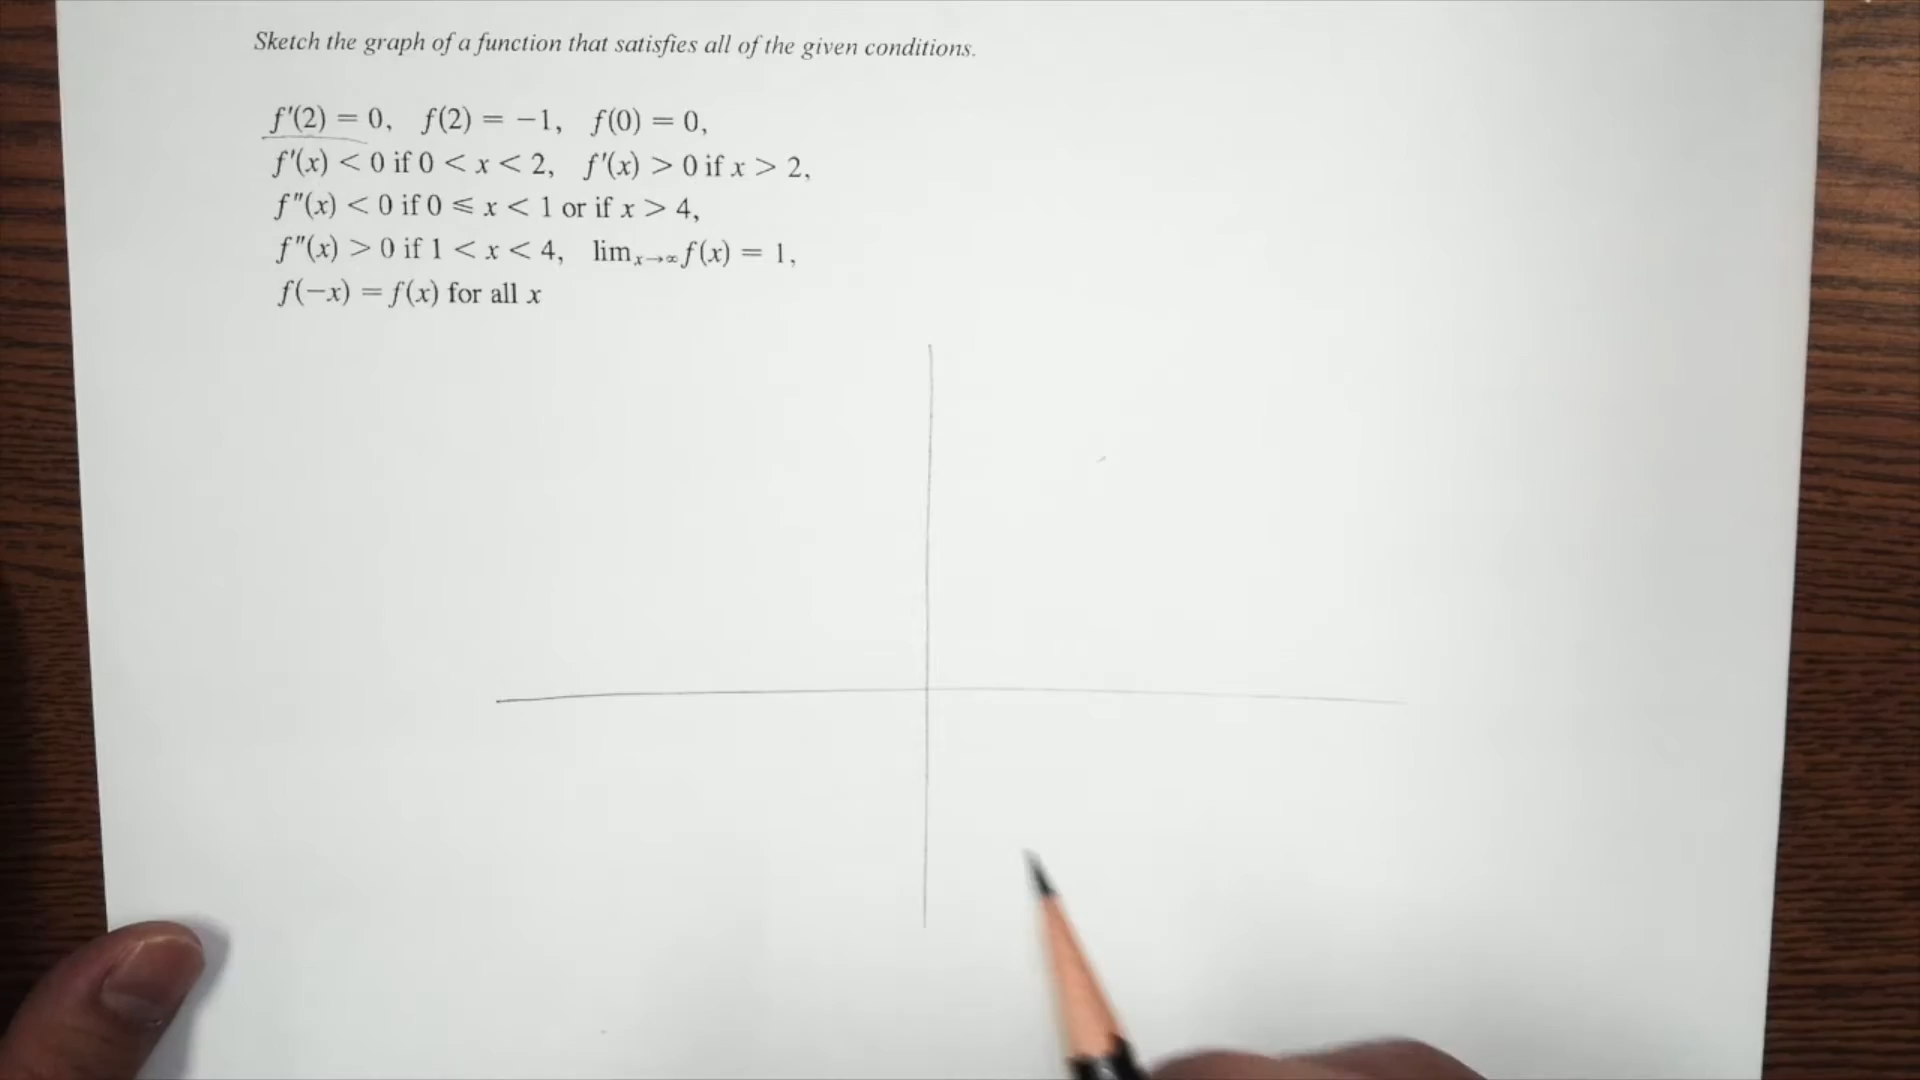 Sketch the graph of a function that satisfies all of the given conditions.
f'(2) = 0, f(2) = −1, f(0) = 0,
f'(x) < 0 if 0 < x < 2, f'(x) > 0 if x > 2,
f"(x) < 0 if 0 ⩽ x < 1 or if x > 4,
f"(x) > 0 if 1 < x < 4, lim x→∞ f(x) = 1,
f(−x) = f(x) for all x